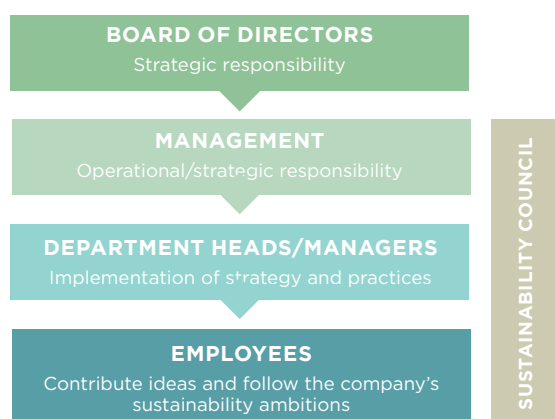 BOARD OF DIRECTORS
Strategic responsibility
MANAGEMENT
Operational/strategic responsibility
DEPARTMENT HEADS/MANAGERS
Implementation of strategy and practices
EMPLOYEES
Contribute ideas and follow the company’s
sustainability ambitions
SUSTAINABILITY COUNCIL